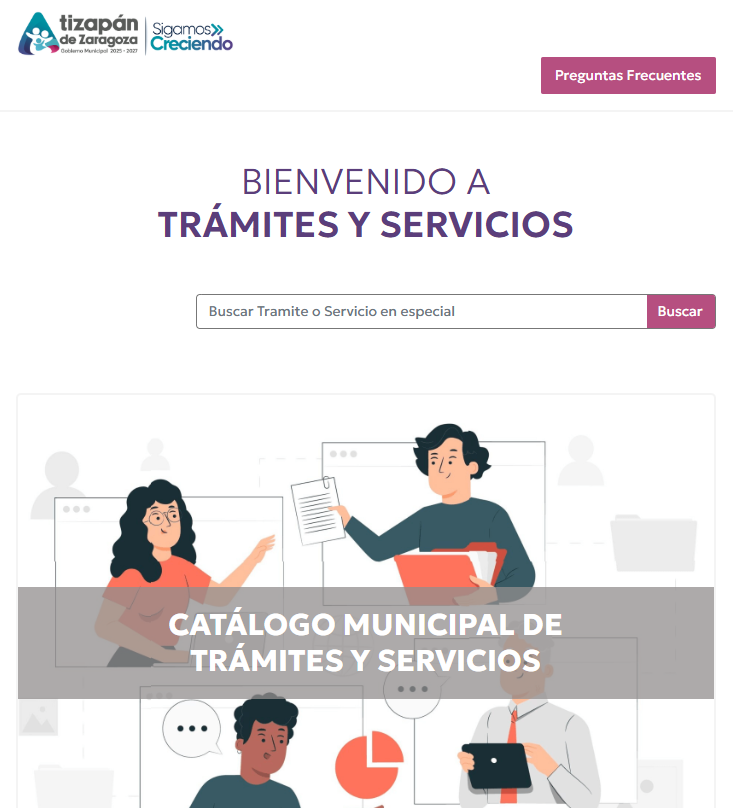 tizapán
de Zaragoza
Gobierno Municipal 2025 - 2027
Sigamos
Creciendo
Preguntas Frecuentes
BIENVENIDO A
TRÁMITES Y SERVICIOS
Buscar Tramite o Servicio en especial
Buscar
CATÁLOGO MUNICIPAL DE
TRÁMITES Y SERVICIOS